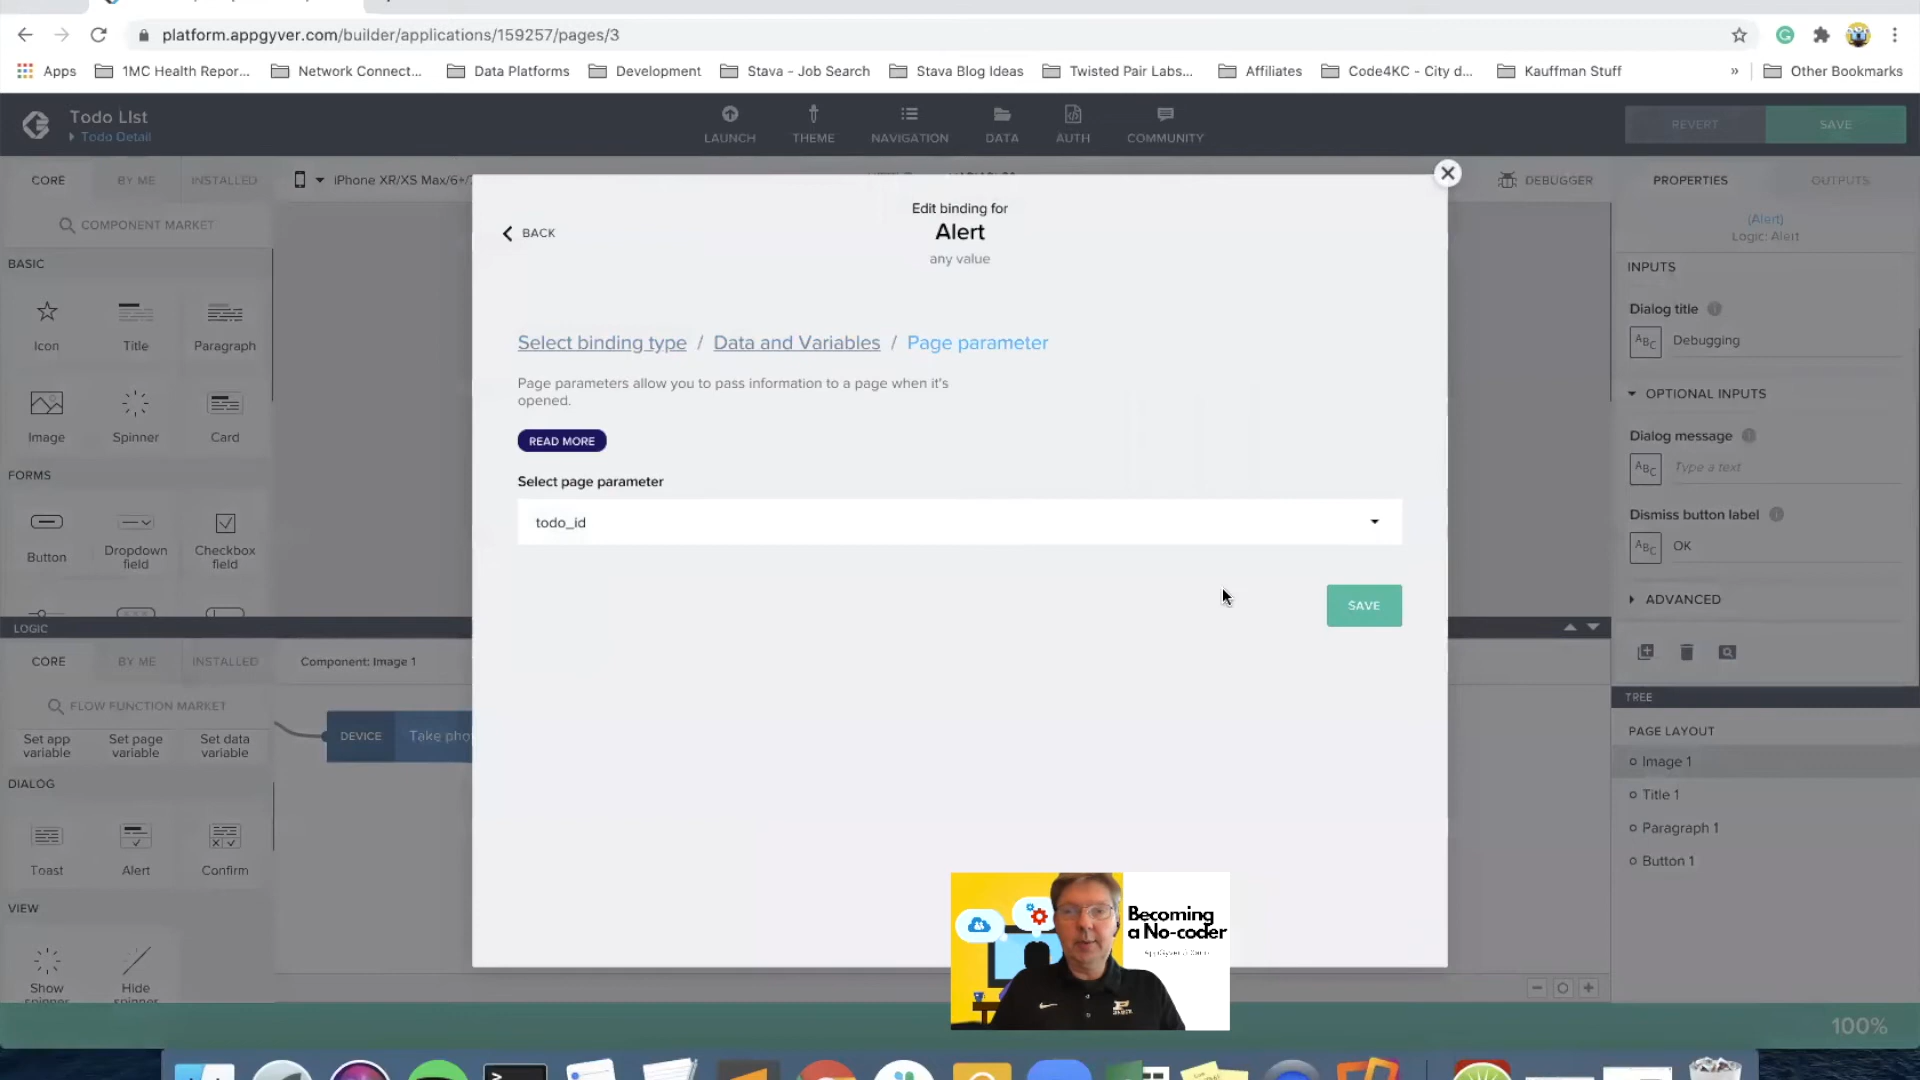 platform.appgyver.com/builder/applications/159257/pages/3
Apps
1MC Health Repor...
Network Connect...
Data Platforms
Development
Stava - Job Search
Stava Blog Ideas
Twisted Pair Labs...
Affiliates
Code4KC - City d...
Kauffman Stuff
»
Other Bookmarks
Todo LIst
Todo Detail
LAUNCH
THEME
NAVIGATION
DATA
AUTH
COMMUNITY
REVERT
SAVE
CORE
BY ME
INSTALLED
iPhone XR/XS Max/6+/
DEBUGGER
PROPERTIES
OUTPUTS
COMPONENT MARKET
BASIC
Icon
Title
Paragraph
Image
Spinner
Card
FORMS
Button
Dropdown field
Checkbox field
BACK
Edit binding for
Alert
any value
Select binding type / Data and Variables / Page parameter
Page parameters allow you to pass information to a page when it's
opened.
READ MORE
Select page parameter
todo_id
SAVE
(Alert)
Logic: Alert
INPUTS
Dialog title
ABC
Debugging
OPTIONAL INPUTS
Dialog message
ABC
Type a text
Dismiss button label
ABC
OK
ADVANCED
LOGIC
CORE
BY ME
INSTALLED
Component: Image 1
FLOW FUNCTION MARKET
Set app variable
Set page variable
Set data variable
DEVICE
Take pho
DIALOG
Toast
Alert
Confirm
VIEW
Show spinner
Hide spinner
TREE
PAGE LAYOUT
Image 1
Title 1
Paragraph 1
Button 1
Becoming
a No-coder
100%